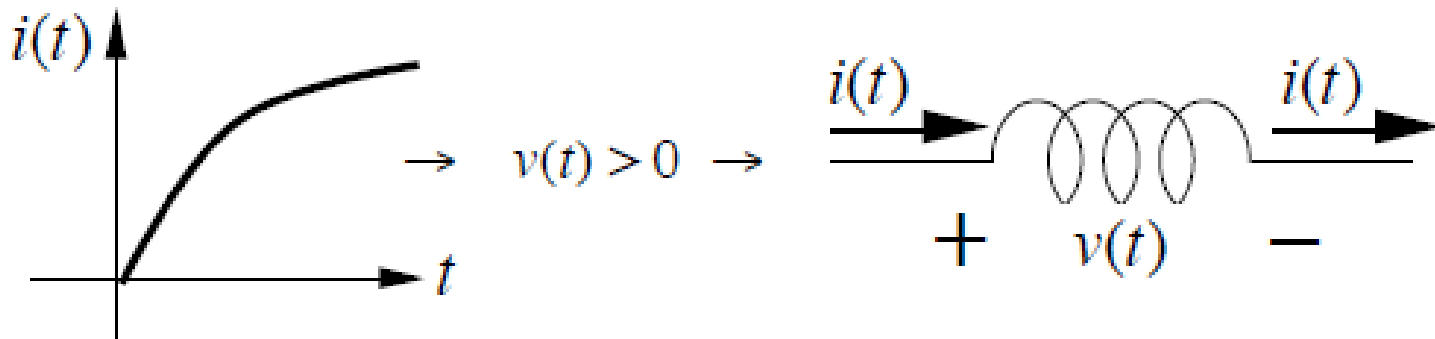 i(t)
t
→ v(t) > 0 →
i(t) i(t)
+ v(t) −